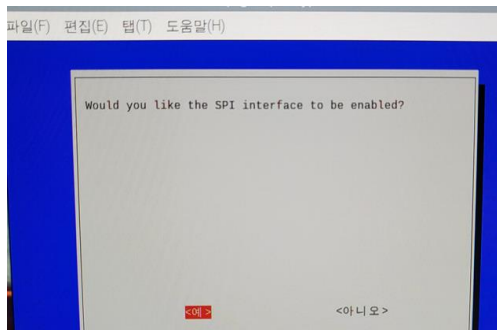 파일(F) 편집(E) 탭(T) 도움말(H)
Would you like the SPI interface to be enabled?
<예> <아니오>